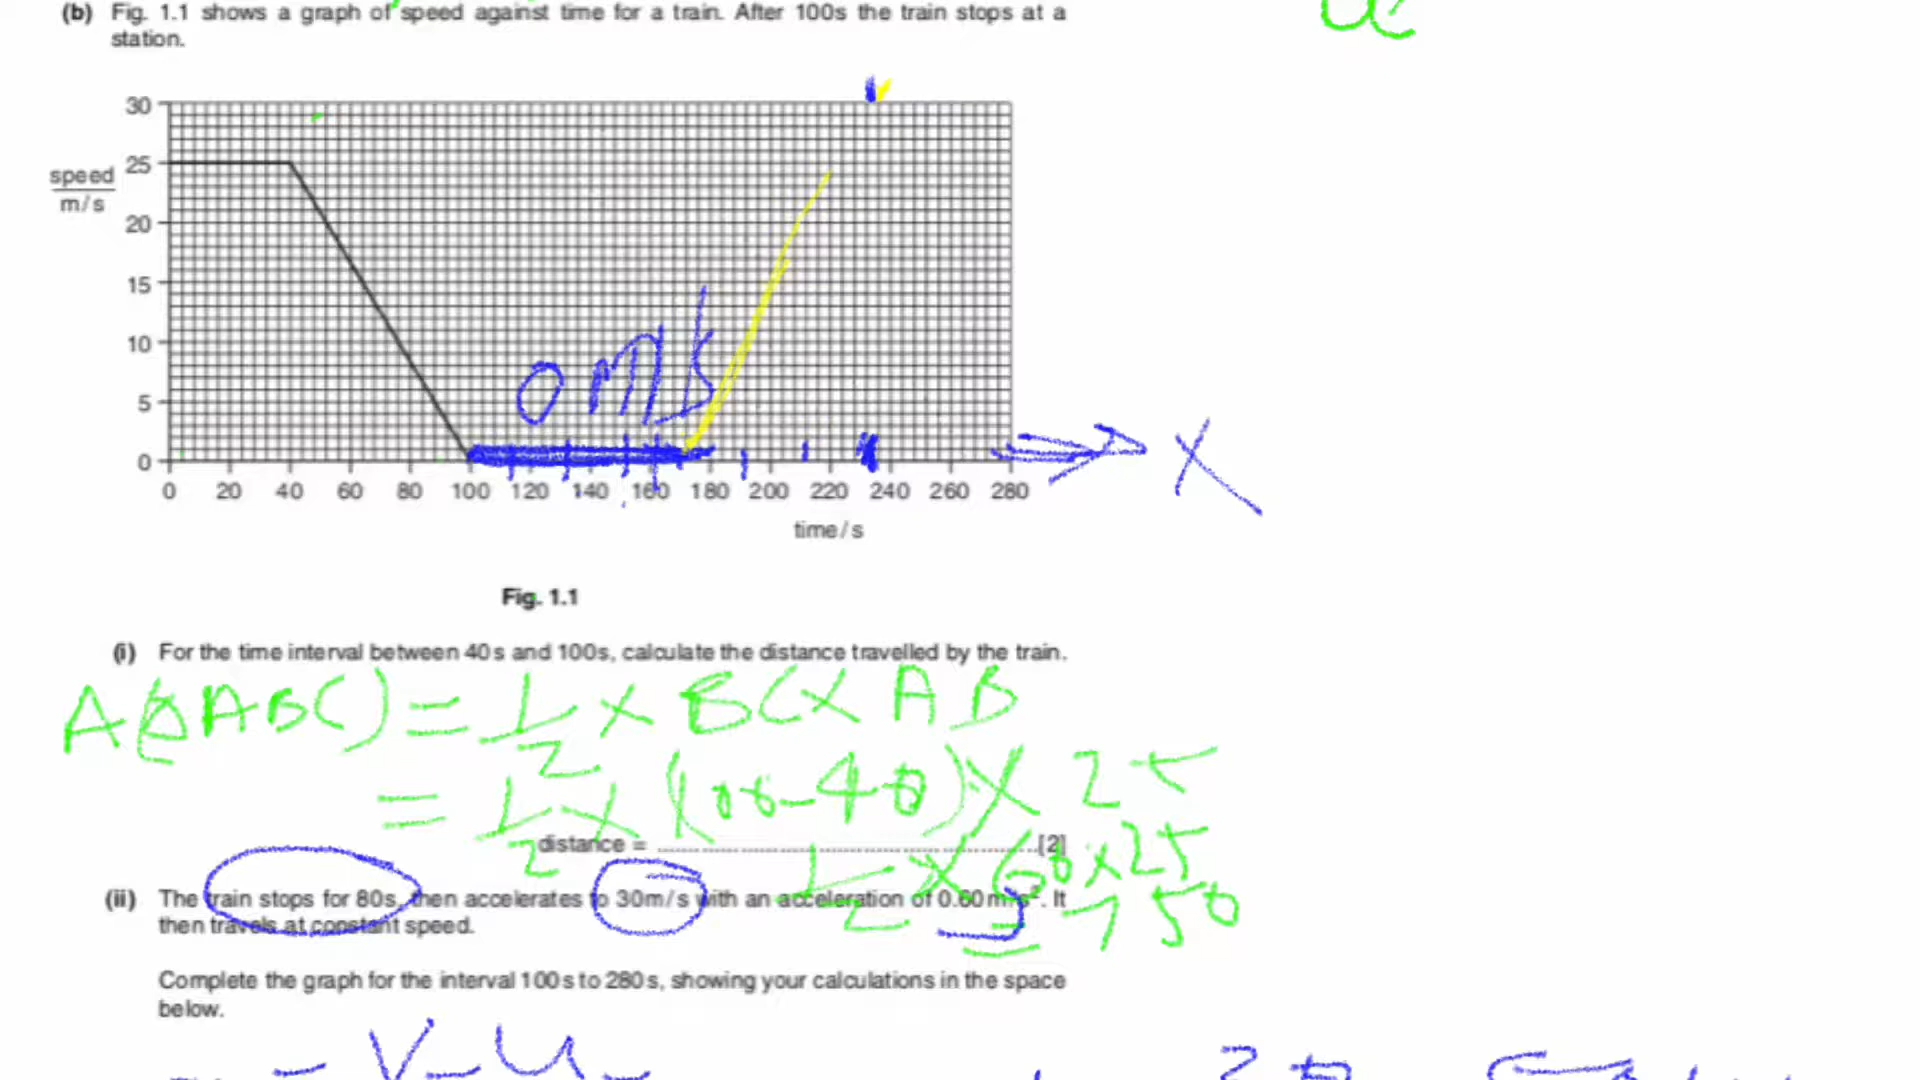 (b) Fig. 1.1 shows a graph of speed against time for a train. After 100s the train stops at a
station.
30
25
20
15
10
5
0
speed
m/s
0 m/s
0 20 40 60 80 100 120 140 160 180 200 220 240 260 280
X
time/s
Fig. 1.1
(i) For the time interval between 40s and 100s, calculate the distance travelled by the train.
A(△ABC) = 1/2 × BC × AB
= 1/2 × (100-40) × 25
distance = ........................................[2]
1/2 × 60 × 25
= 750
(ii) The train stops for 80s, then accelerates to 30m/s with an acceleration of 0.60m/s². It
then travels at constant speed.
Complete the graph for the interval 100s to 280s, showing your calculations in the space
below.
= V-U =